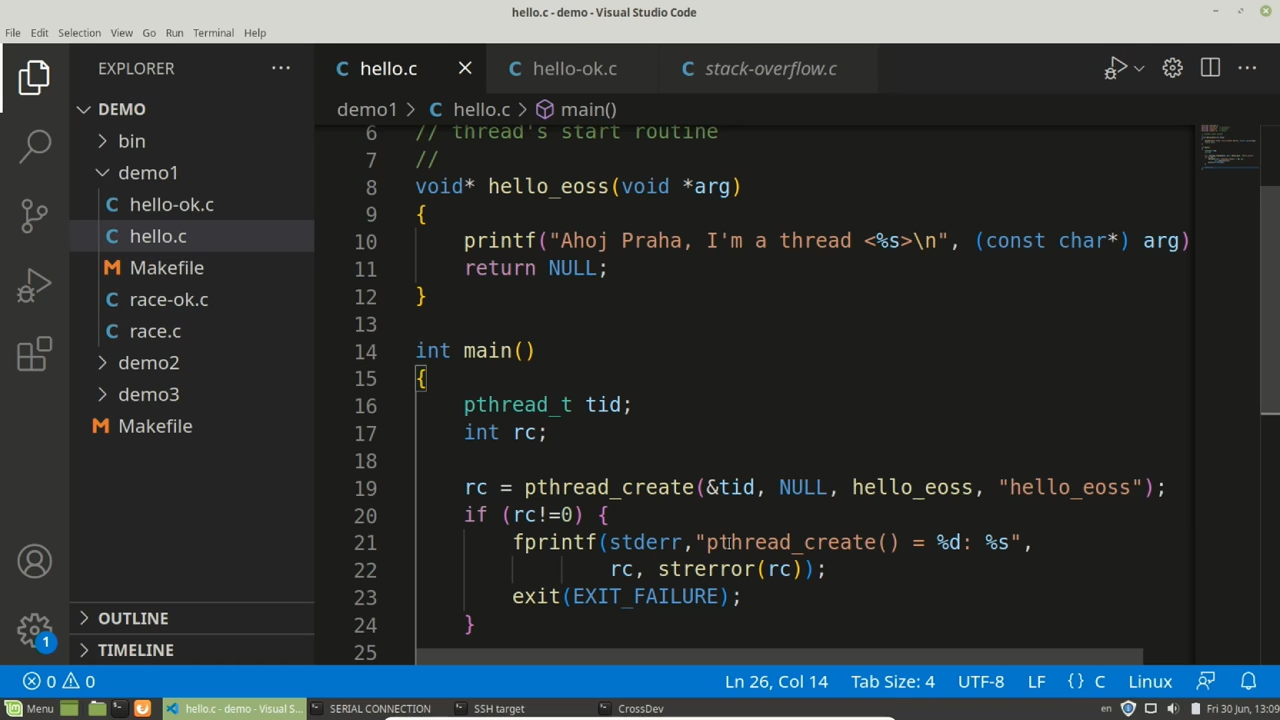 hello.c - demo - Visual Studio Code
File Edit Selection View Go Run Terminal Help
EXPLORER
DEMO
bin
demo1
hello-ok.c
hello.c
Makefile
race-ok.c
race.c
demo2
demo3
Makefile
OUTLINE
TIMELINE
1
hello.c hello-ok.c stack-overflow.c
demo1 > hello.c > main()
6 // thread's start routine
7 //
8 void* hello_eoss(void *arg)
9 {
10 printf("Ahoj Praha, I'm a thread <%s>\n", (const char*) arg)
11 return NULL;
12 }
13
14 int main()
15 {
16 pthread_t tid;
17 int rc;
18
19 rc = pthread_create(&tid, NULL, hello_eoss, "hello_eoss");
20 if (rc!=0) {
21 fprintf(stderr,"pthread_create() = %d: %s",
22 rc, strerror(rc));
23 exit(EXIT_FAILURE);
24 }
25
0 0 Ln 26, Col 14 Tab Size: 4 UTF-8 LF {} C Linux
Menu hello.c - demo - Visual S... SERIAL CONNECTION SSH target CrossDev en Fri 30 Jun, 13:09